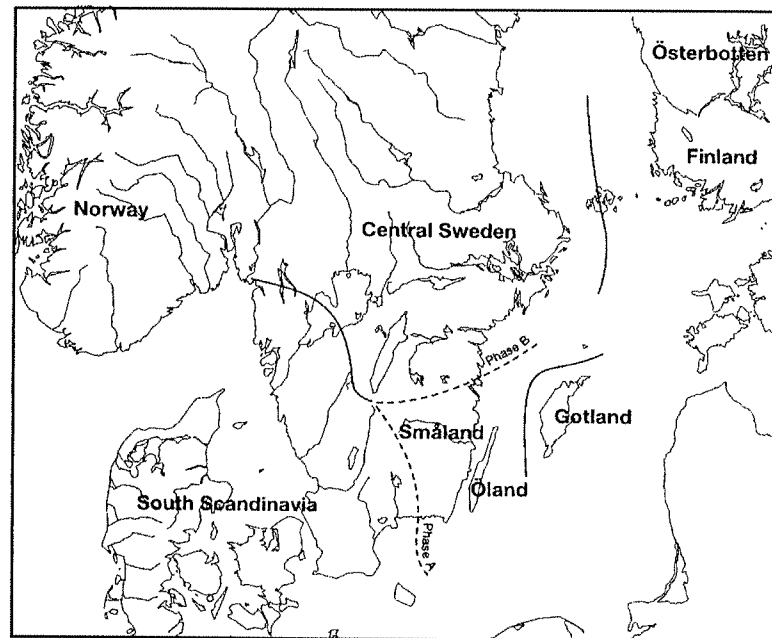 Österbotten
Finland
Norway
Central Sweden
Phase B
Småland
Gotland
Öland
South Scandinavia
Phase A